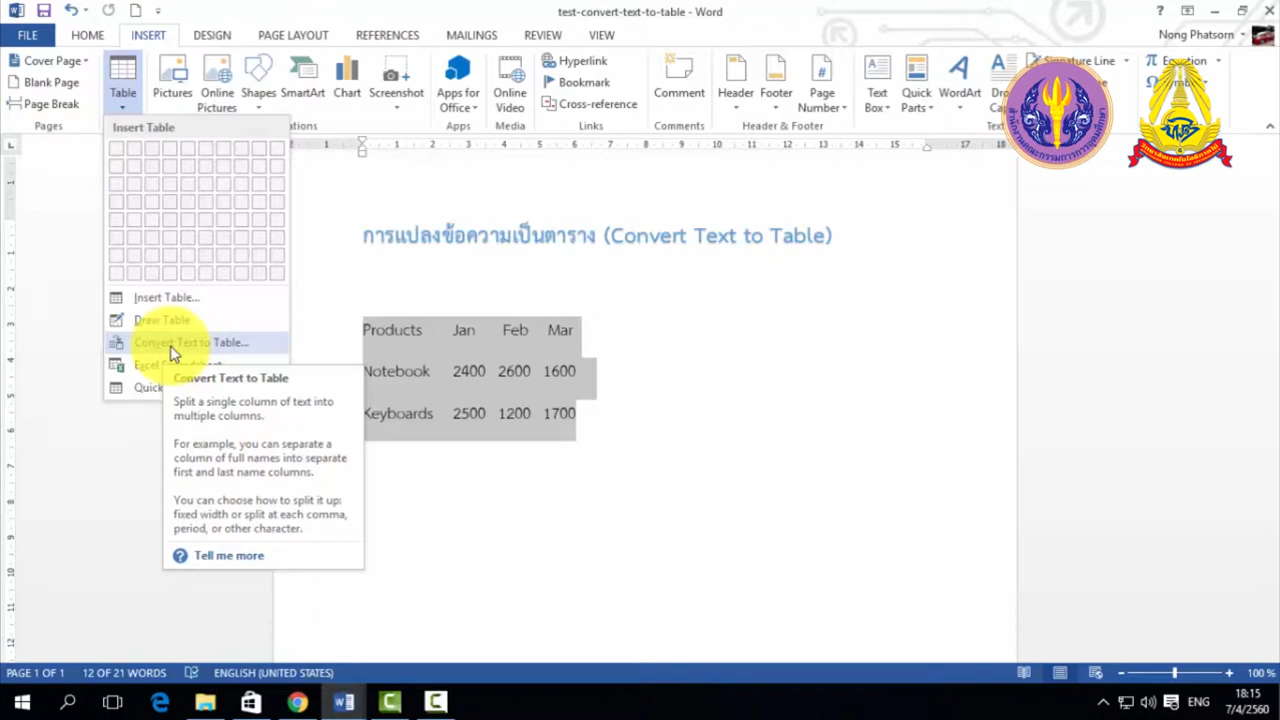 test-convert-text-to-table - Word
FILE HOME INSERT DESIGN PAGE LAYOUT REFERENCES MAILINGS REVIEW VIEW Nong Phatsorn
Cover Page
Blank Page
Page Break
Pages
Table
Pictures
Online Pictures
Shapes
SmartArt
Chart
Screenshot
Apps for Office
Apps
Online Video
Media
Hyperlink
Bookmark
Cross-reference
Links
Comment
Comments
Header
Footer
Page Number
Header & Footer
Text Box
Quick Parts
WordArt
Signature Line
Equation
Insert Table
Insert Table...
Draw Table
Convert Text to Table...
Excel Spreadsheet
Quick
Convert Text to Table
Split a single column of text into
multiple columns.
For example, you can separate a
column of full names into separate
first and last name columns.
You can choose how to split it up:
fixed width or split at each comma,
period, or other character.
Tell me more
การแปลงข้อความเป็นตาราง (Convert Text to Table)
Products Jan Feb Mar
Notebook 2400 2600 1600
Keyboards 2500 1200 1700
PAGE 1 OF 1 12 OF 21 WORDS ENGLISH (UNITED STATES) 100 %
ENG
18:15
7/4/2560